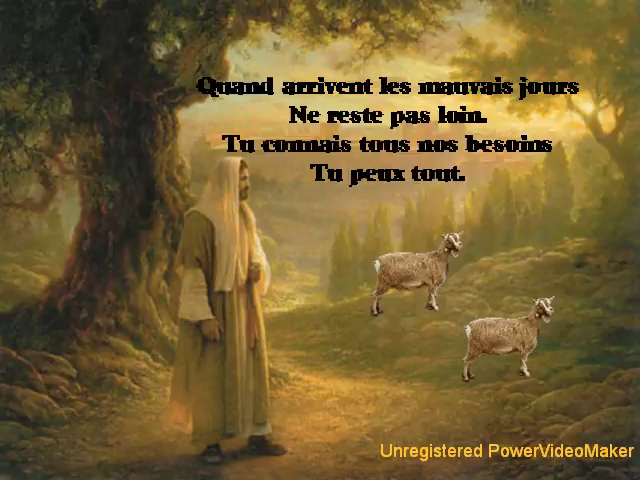 Quand arrivent les mauvais jours
Ne reste pas loin.
Tu connais tous nos besoins
Tu peux tout.
Unregistered PowerVideoMaker